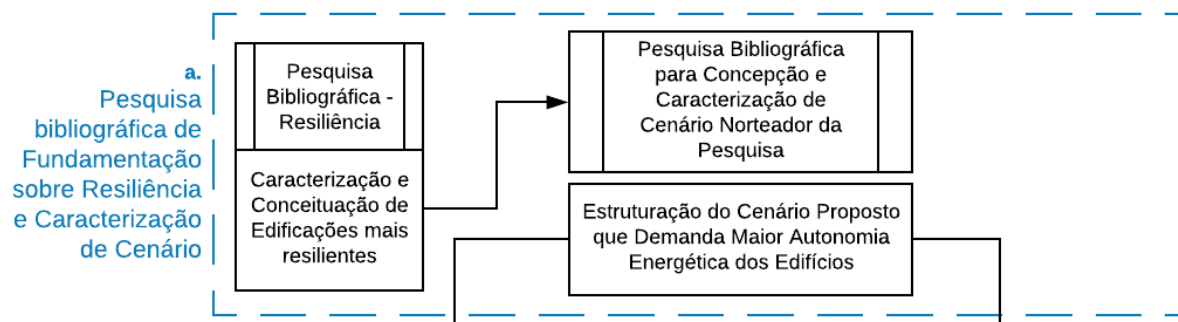 a.
Pesquisa
bibliográfica de
Fundamentação
sobre Resiliência
e Caracterização
de Cenário
Pesquisa
Bibliográfica -
Resiliência
Caracterização e
Conceituação de
Edificações mais
resilientes
Pesquisa Bibliográfica
para Concepção e
Caracterização de
Cenário Norteador da
Pesquisa
Estruturação do Cenário Proposto
que Demanda Maior Autonomia
Energética dos Edifícios